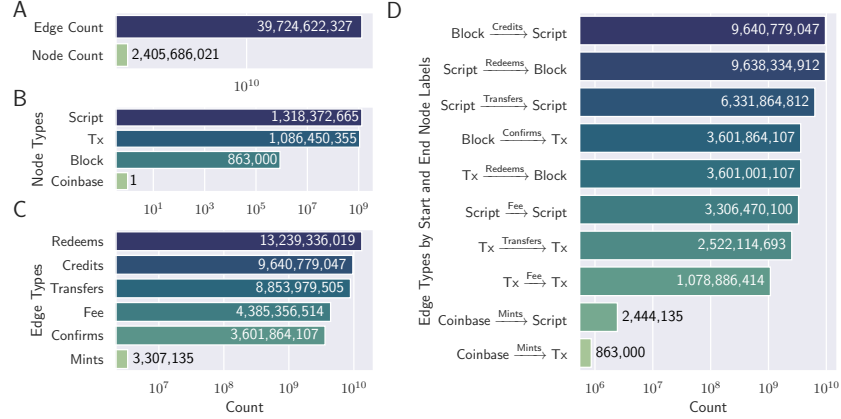 A
Edge Count 39,724,622,327
Node Count 2,405,686,021
10^10
B
Node Types
Script 1,318,372,665
Tx 1,086,450,355
Block 863,000
Coinbase 1
10^1 10^3 10^5 10^7 10^9
C
Edge Types
Redeems 13,239,336,019
Credits 9,640,779,047
Transfers 8,853,979,505
Fee 4,385,356,514
Confirms 3,601,864,107
Mints 3,307,135
10^7 10^8 10^9 10^10
Count
D
Edge Types by Start and End Node Labels
Block Credits→ Script 9,640,779,047
Script Redeems→ Block 9,638,334,912
Script Transfers→ Script 6,331,864,812
Block Confirms→ Tx 3,601,864,107
Tx Redeems→ Block 3,601,001,107
Script Fee→ Script 3,306,470,100
Tx Transfers→ Tx 2,522,114,693
Tx Fee→ Tx 1,078,886,414
Coinbase Mints→ Script 2,444,135
Coinbase Mints→ Tx 863,000
10^6 10^7 10^8 10^9 10^10
Count